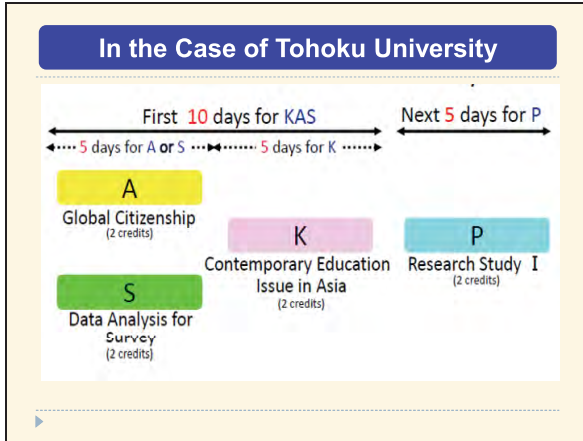 In the Case of Tohoku University
First 10 days for KAS
Next 5 days for P
5 days for A or S
5 days for K
A
Global Citizenship
(2 credits)
K
Contemporary Education
Issue in Asia
(2 credits)
P
Research Study I
(2 credits)
S
Data Analysis for
Survey
(2 credits)